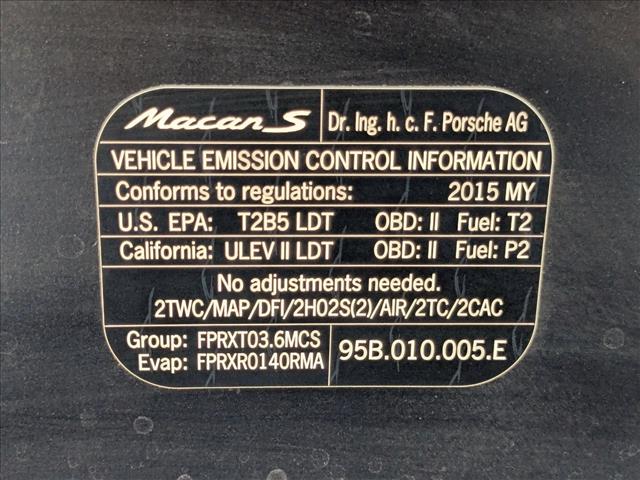 Macan S Dr. Ing. h. c. F. Porsche AG
VEHICLE EMISSION CONTROL INFORMATION
Conforms to regulations: 2015 MY
U.S. EPA: T2B5 LDT OBD: II Fuel: T2
California: ULEV II LDT OBD: II Fuel: P2
No adjustments needed.
2TWC/MAP/DFI/2HO2S(2)/AIR/2TC/2CAC
Group: FPRXT03.6MCS
Evap: FPRXR0140RMA
95B.010.005.E